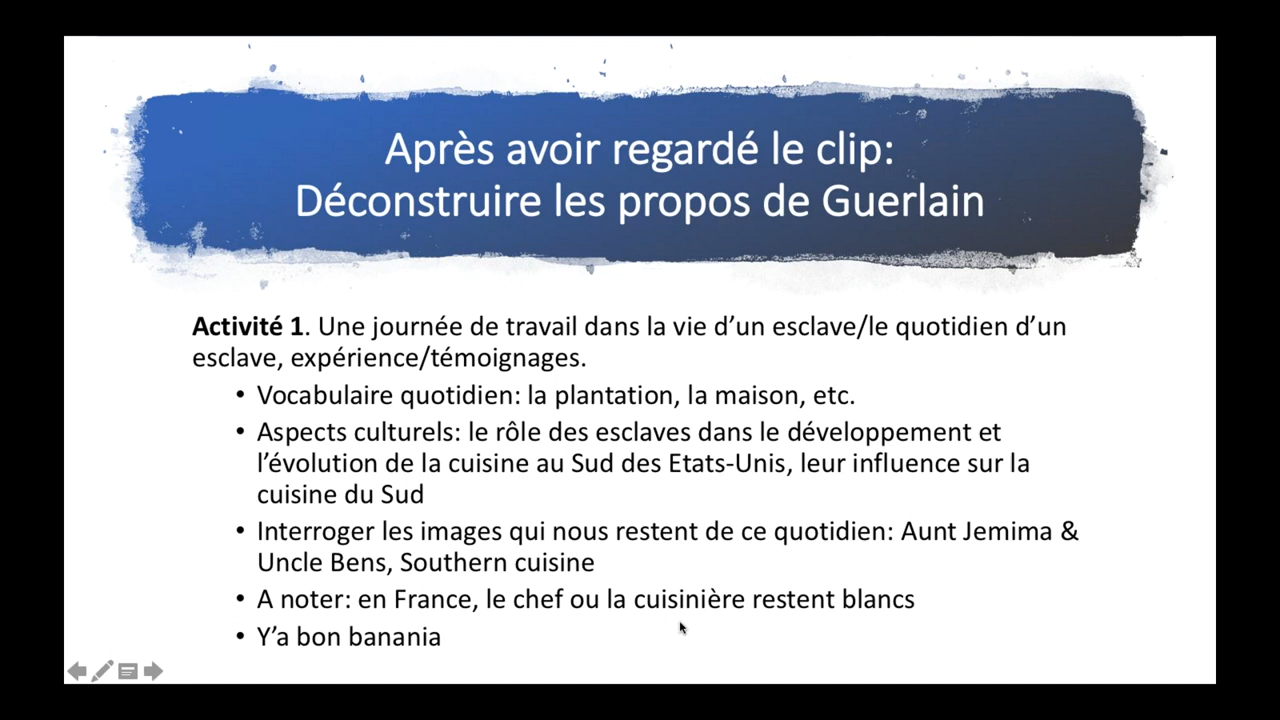 Après avoir regardé le clip:
Déconstruire les propos de Guerlain
Activité 1. Une journée de travail dans la vie d’un esclave/le quotidien d’un
esclave, expérience/témoignages.
• Vocabulaire quotidien: la plantation, la maison, etc.
• Aspects culturels: le rôle des esclaves dans le développement et
l’évolution de la cuisine au Sud des Etats-Unis, leur influence sur la
cuisine du Sud
• Interroger les images qui nous restent de ce quotidien: Aunt Jemima &
Uncle Bens, Southern cuisine
• A noter: en France, le chef ou la cuisinière restent blancs
• Y’a bon banania